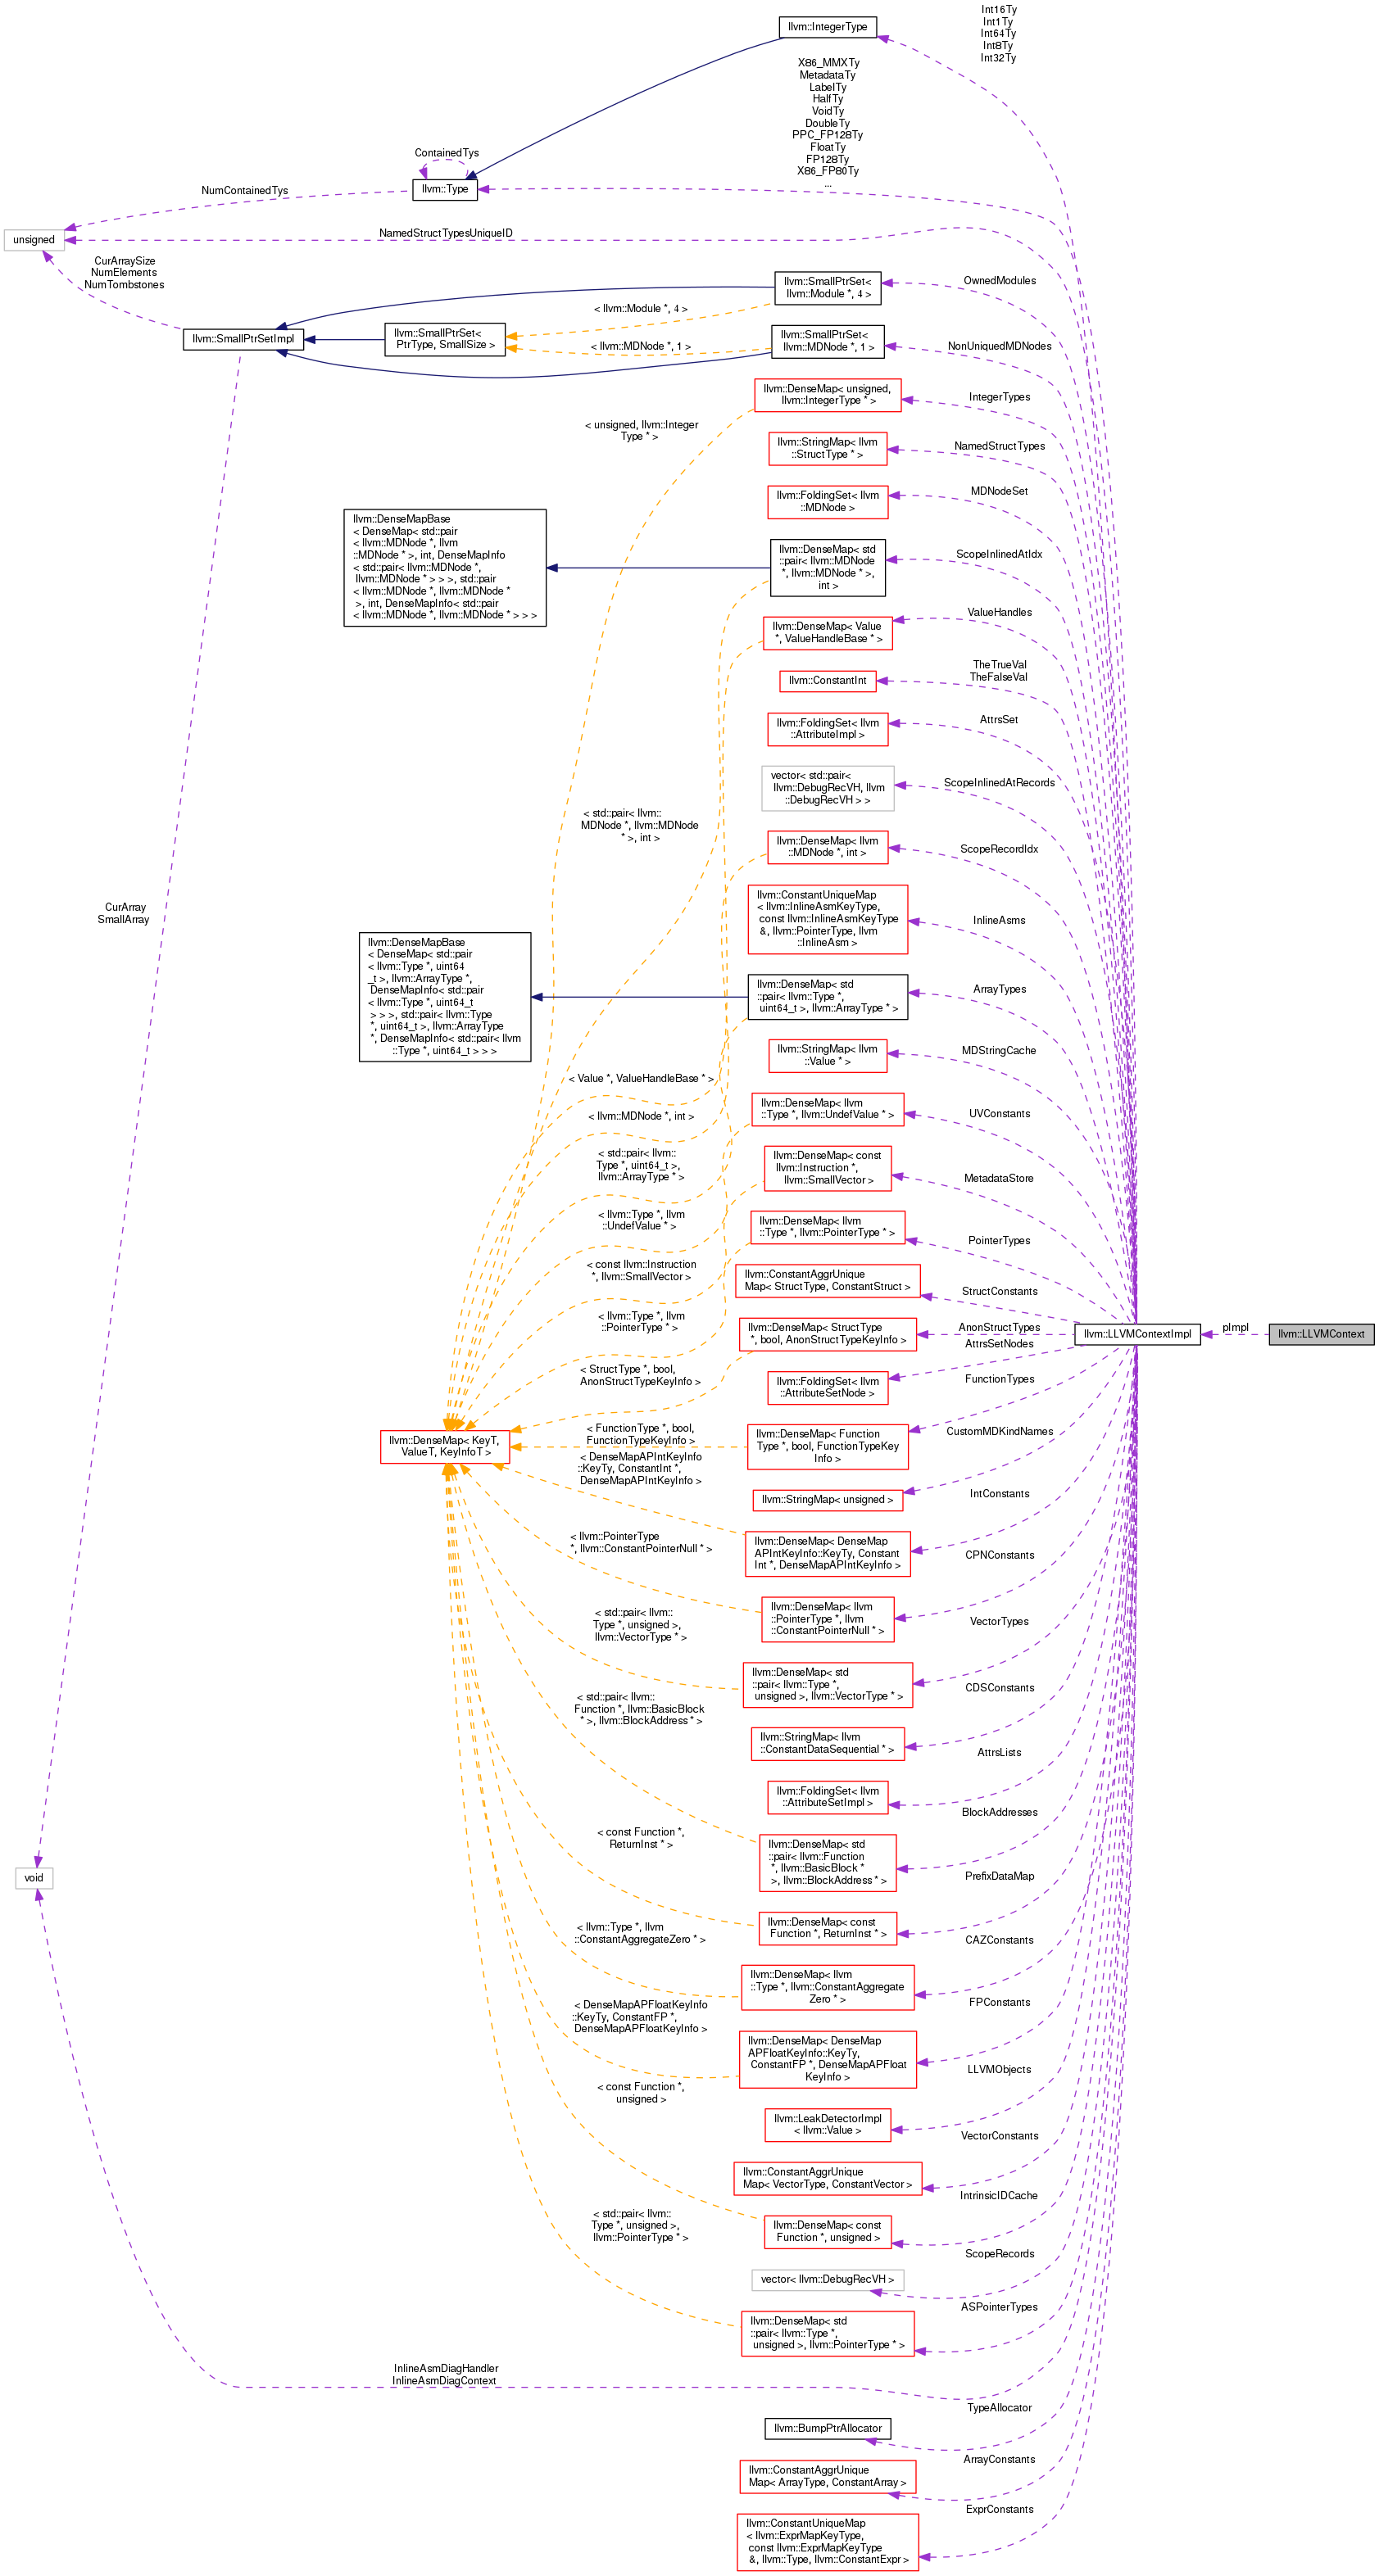 llvm::IntegerType
Int16Ty
Int1Ty
Int64Ty
Int8Ty
Int32Ty
X86_MMXTy
MetadataTy
LabelTy
HalfTy
VoidTy
DoubleTy
PPC_FP128Ty
FloatTy
FP128Ty
X86_FP80Ty
...
ContainedTys
llvm::Type
NumContainedTys
unsigned
NamedStructTypesUniqueID
CurArraySize
NumElements
NumTombstones
llvm::SmallPtrSet<
llvm::Module *, 4 >
OwnedModules
< llvm::Module *, 4 >
llvm::SmallPtrSetImpl
llvm::SmallPtrSet<
PtrType, SmallSize >
< llvm::MDNode *, 1 >
llvm::SmallPtrSet<
llvm::MDNode *, 1 >
NonUniquedMDNodes
llvm::DenseMap< unsigned,
llvm::IntegerType * >
IntegerTypes
< unsigned, llvm::Integer
Type * >
llvm::StringMap< llvm
::StructType * >
NamedStructTypes
llvm::FoldingSet< llvm
::MDNode >
MDNodeSet
llvm::DenseMapBase
< DenseMap< std::pair
< llvm::MDNode *, llvm
::MDNode * >, int, DenseMapInfo
< std::pair< llvm::MDNode *,
llvm::MDNode * > > >, std::pair
< llvm::MDNode *, llvm::MDNode *
>, int, DenseMapInfo< std::pair
< llvm::MDNode *, llvm::MDNode * > > >
llvm::DenseMap< std
::pair< llvm::MDNode
*, llvm::MDNode * >,
int >
ScopeInlinedAtIdx
llvm::DenseMap< Value
*, ValueHandleBase * >
ValueHandles
llvm::ConstantInt
TheTrueVal
TheFalseVal
llvm::FoldingSet< llvm
::AttributeImpl >
AttrsSet
vector< std::pair<
llvm::DebugRecVH, llvm
::DebugRecVH > >
ScopeInlinedAtRecords
< std::pair< llvm::
MDNode *, llvm::MDNode
* >, int >
llvm::DenseMap< llvm
::MDNode *, int >
ScopeRecordIdx
llvm::ConstantUniqueMap
< llvm::InlineAsmKeyType,
const llvm::InlineAsmKeyType
&, llvm::PointerType, llvm
::InlineAsm >
InlineAsms
CurArray
SmallArray
llvm::DenseMapBase
< DenseMap< std::pair
< llvm::Type *, uint64
_t >, llvm::ArrayType *,
DenseMapInfo< std::pair
< llvm::Type *, uint64_t
> > >, std::pair< llvm::Type
*, uint64_t >, llvm::ArrayType
*, DenseMapInfo< std::pair< llvm
::Type *, uint64_t > > >
llvm::DenseMap< std
::pair< llvm::Type *,
uint64_t >, llvm::ArrayType * >
ArrayTypes
llvm::StringMap< llvm
::Value * >
MDStringCache
< Value *, ValueHandleBase * >
llvm::DenseMap< llvm
::Type *, llvm::UndefValue * >
UVConstants
< llvm::MDNode *, int >
< std::pair< llvm::
Type *, uint64_t >,
llvm::ArrayType * >
llvm::DenseMap< const
llvm::Instruction *,
llvm::SmallVector >
MetadataStore
< llvm::Type *, llvm
::UndefValue * >
llvm::DenseMap< llvm
::Type *, llvm::PointerType * >
PointerTypes
< const llvm::Instruction
*, llvm::SmallVector >
llvm::ConstantAggrUnique
Map< StructType, ConstantStruct >
StructConstants
< llvm::Type *, llvm
::PointerType * >
llvm::DenseMap< StructType
*, bool, AnonStructTypeKeyInfo >
AnonStructTypes
llvm::LLVMContextImpl
pImpl
llvm::LLVMContext
AttrsSetNodes
< StructType *, bool,
AnonStructTypeKeyInfo >
llvm::FoldingSet< llvm
::AttributeSetNode >
FunctionTypes
llvm::DenseMap< KeyT,
ValueT, KeyInfoT >
< FunctionType *, bool,
FunctionTypeKeyInfo >
llvm::DenseMap< Function
Type *, bool, FunctionTypeKey
Info >
CustomMDKindNames
< DenseMapAPIntKeyInfo
::KeyTy, ConstantInt *,
DenseMapAPIntKeyInfo >
llvm::StringMap< unsigned >
IntConstants
llvm::DenseMap< DenseMap
APIntKeyInfo::KeyTy, Constant
Int *, DenseMapAPIntKeyInfo >
< llvm::PointerType
*, llvm::ConstantPointerNull * >
CPNConstants
llvm::DenseMap< llvm
::PointerType *, llvm
::ConstantPointerNull * >
< std::pair< llvm::
Type *, unsigned >,
llvm::VectorType * >
VectorTypes
llvm::DenseMap< std
::pair< llvm::Type *,
unsigned >, llvm::VectorType * >
CDSConstants
< std::pair< llvm::
Function *, llvm::BasicBlock
* >, llvm::BlockAddress * >
llvm::StringMap< llvm
::ConstantDataSequential * >
AttrsLists
llvm::FoldingSet< llvm
::AttributeSetImpl >
BlockAddresses
< const Function *,
ReturnInst * >
llvm::DenseMap< std
::pair< llvm::Function
*, llvm::BasicBlock *
>, llvm::BlockAddress * >
PrefixDataMap
void
llvm::DenseMap< const
Function *, ReturnInst * >
< llvm::Type *, llvm
::ConstantAggregateZero * >
CAZConstants
llvm::DenseMap< llvm
::Type *, llvm::ConstantAggregate
Zero * >
FPConstants
< DenseMapAPFloatKeyInfo
::KeyTy, ConstantFP *,
DenseMapAPFloatKeyInfo >
llvm::DenseMap< DenseMap
APFloatKeyInfo::KeyTy,
ConstantFP *, DenseMapAPFloat
KeyInfo >
LLVMObjects
< const Function *,
unsigned >
llvm::LeakDetectorImpl
< llvm::Value >
VectorConstants
llvm::ConstantAggrUnique
Map< VectorType, ConstantVector >
IntrinsicIDCache
< std::pair< llvm::
Type *, unsigned >,
llvm::PointerType * >
llvm::DenseMap< const
Function *, unsigned >
ScopeRecords
vector< llvm::DebugRecVH >
ASPointerTypes
llvm::DenseMap< std
::pair< llvm::Type *,
unsigned >, llvm::PointerType * >
InlineAsmDiagHandler
InlineAsmDiagContext
TypeAllocator
llvm::BumpPtrAllocator
ArrayConstants
llvm::ConstantAggrUnique
Map< ArrayType, ConstantArray >
ExprConstants
llvm::ConstantUniqueMap
< llvm::ExprMapKeyType,
const llvm::ExprMapKeyType
&, llvm::Type, llvm::ConstantExpr >